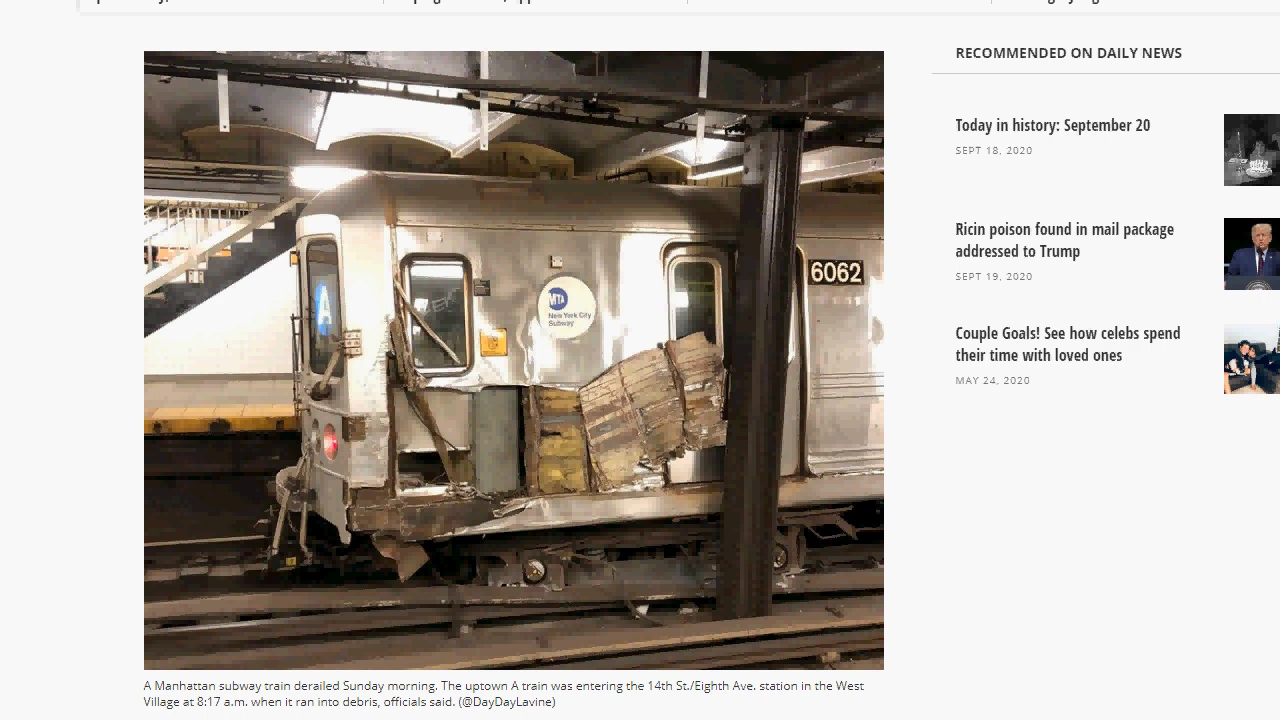 RECOMMENDED ON DAILY NEWS
Today in history: September 20
SEPT 18, 2020
Ricin poison found in mail package
addressed to Trump
SEPT 19, 2020
Couple Goals! See how celebs spend
their time with loved ones
MAY 24, 2020
A
MTA
New York City
Subway
6062
A Manhattan subway train derailed Sunday morning. The uptown A train was entering the 14th St./Eighth Ave. station in the West
Village at 8:17 a.m. when it ran into debris, officials said. (@DayDayLavine)